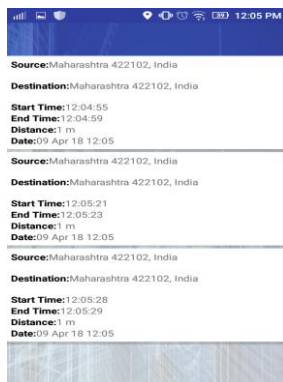 12:05 PM
Source:Maharashtra 422102, India
Destination:Maharashtra 422102, India
Start Time:12:04:55
End Time:12:04:59
Distance:1 m
Date:09 Apr 18 12:05
Source:Maharashtra 422102, India
Destination:Maharashtra 422102, India
Start Time:12:05:21
End Time:12:05:23
Distance:1 m
Date:09 Apr 18 12:05
Source:Maharashtra 422102, India
Destination:Maharashtra 422102, India
Start Time:12:05:28
End Time:12:05:29
Distance:1 m
Date:09 Apr 18 12:05